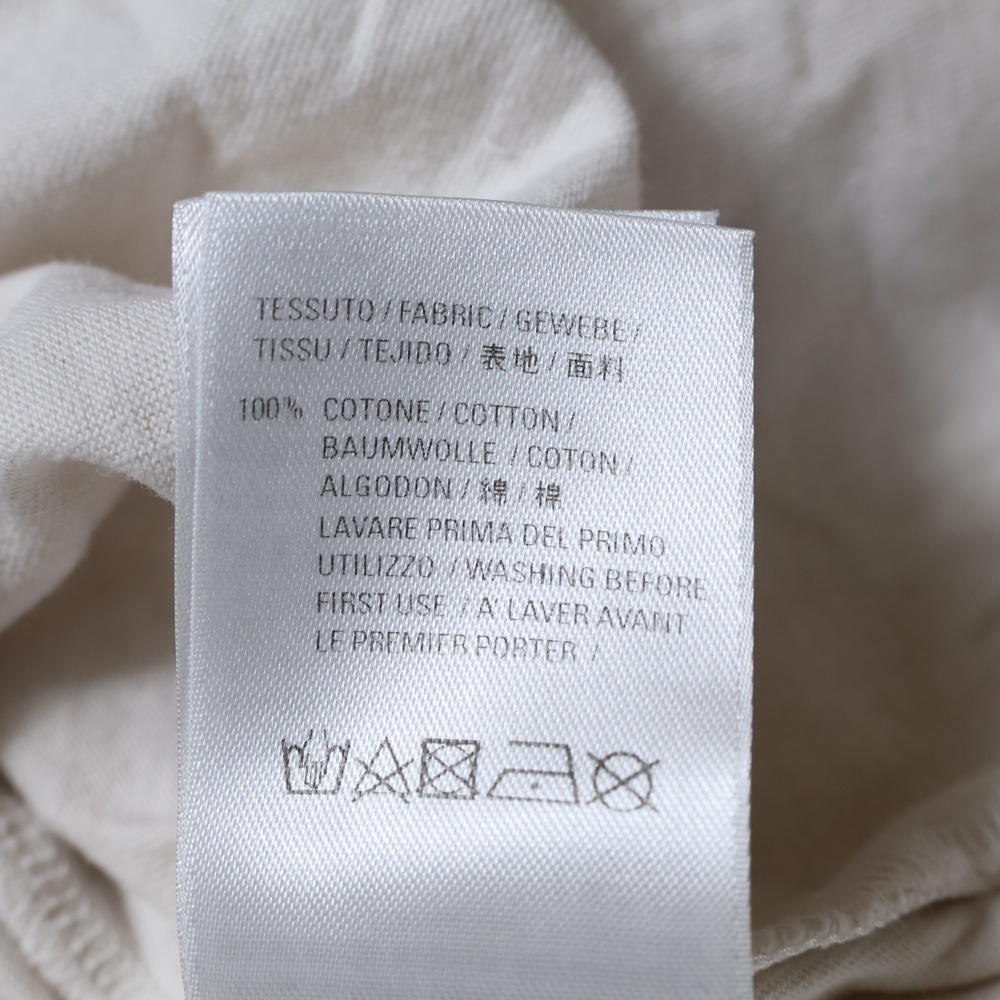 TESSUTO / FABRIC / GEWEBE /
TISSU / TEJIDO / 表地 / 面料
100% COTONE / COTTON /
BAUMWOLLE / COTON /
ALGODON / 綿 / 棉
LAVARE PRIMA DEL PRIMO
UTILIZZO / WASHING BEFORE
FIRST USE / A' LAVER AVANT
LE PREMIER PORTER /